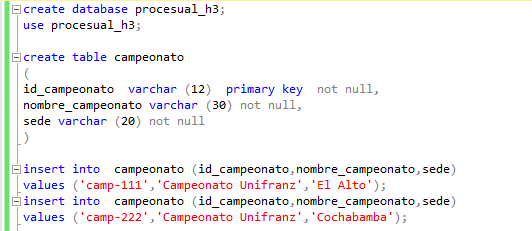 create database procesual_h3;
use procesual_h3;
create table campeonato
(
id_campeonato  varchar (12)  primary key  not null,
nombre_campeonato varchar (30) not null,
sede varchar (20) not null
)
insert into  campeonato (id_campeonato,nombre_campeonato,sede)
values ('camp-111','Campeonato Unifranz','El Alto');
insert into  campeonato (id_campeonato,nombre_campeonato,sede)
values ('camp-222','Campeonato Unifranz','Cochabamba');